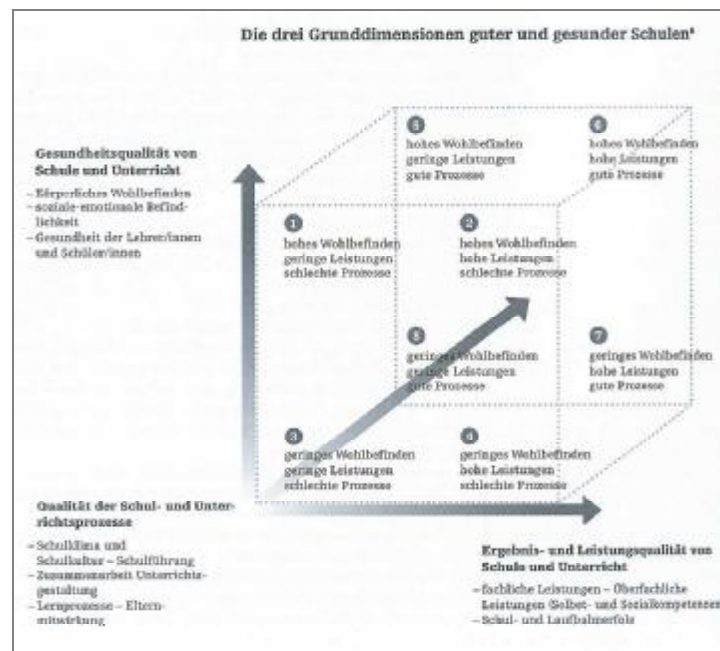 Die drei Grunddimensionen guter und gesunder Schulen⁸
Gesundheitsqualität von
Schule und Unterricht
– Körperliches Wohlbefinden
– soziale-emotionale Befind-
lichkeit
– Gesundheit der Lehrer/innen
und Schüler/innen
hohes Wohlbefinden
geringe Leistungen
gute Prozesse
hohes Wohlbefinden
hohe Leistungen
gute Prozesse
1
hohes Wohlbefinden
geringe Leistungen
schlechte Prozesse
2
hohes Wohlbefinden
hohe Leistungen
schlechte Prozesse
geringes Wohlbefinden
geringe Leistungen
gute Prozesse
7
geringes Wohlbefinden
hohe Leistungen
gute Prozesse
3
geringes Wohlbefinden
geringe Leistungen
schlechte Prozesse
4
geringes Wohlbefinden
hohe Leistungen
schlechte Prozesse
Qualität der Schul- und Unter-
richtsprozesse
– Schulklima und
Schulkultur – Schulführung
– Zusammenarbeit Unterrichts-
gestaltung
– Lernprozesse – Eltern-
mitwirkung
Ergebnis- und Leistungsqualität von
Schule und Unterricht
– fachliche Leistungen – Überfachliche
Leistungen (Selbst- und Sozialkompetenzen
– Schul- und Laufbahnerfolg